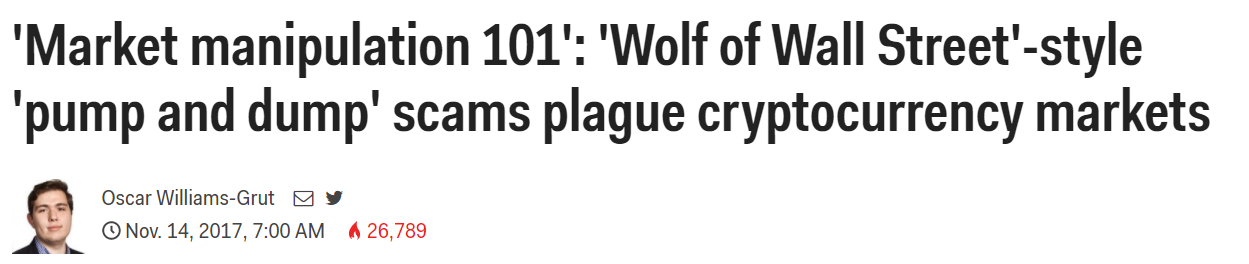 'Market manipulation 101': 'Wolf of Wall Street'-style
'pump and dump' scams plague cryptocurrency markets
Oscar Williams-Grut
Nov. 14, 2017, 7:00 AM 26,789